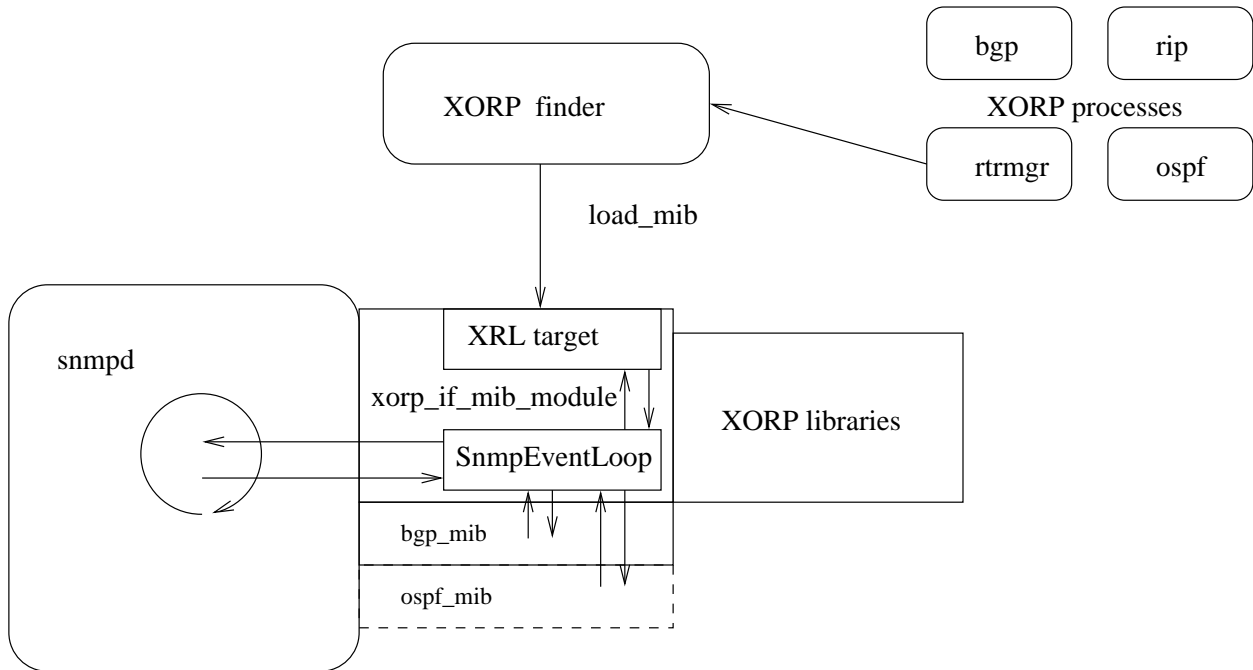 bgp
rip
XORP finder
XORP processes
rtrmgr
ospf
load_mib
XRL target
snmpd
xorp_if_mib_module
XORP libraries
SnmpEventLoop
bgp_mib
ospf_mib